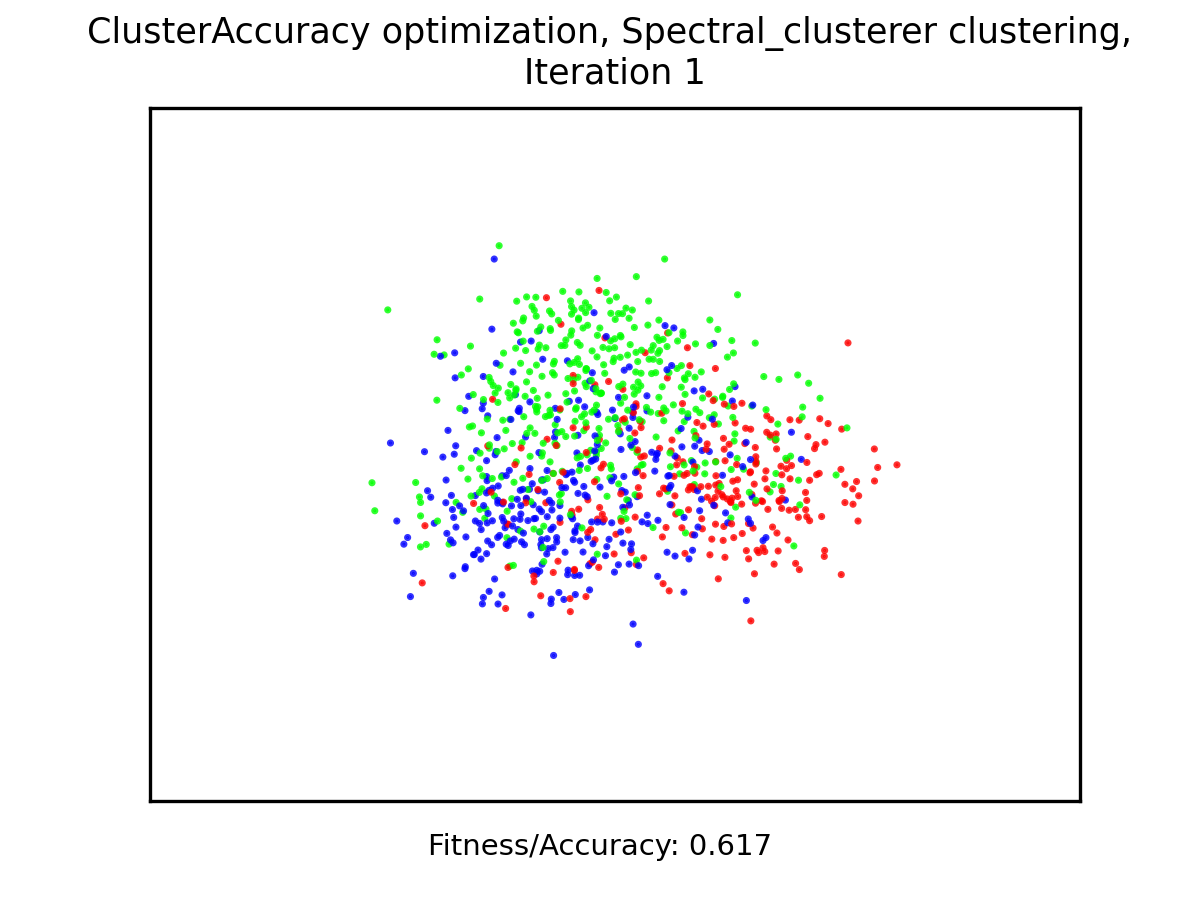 ClusterAccuracy optimization, Spectral_clusterer clustering,
Iteration 1
Fitness/Accuracy: 0.617